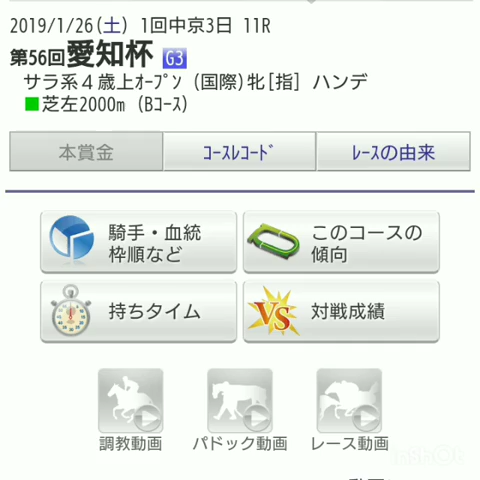 2019/1/26(土) 1回中京3日 11R
第56回愛知杯 G3
サラ系４歳上ｵｰﾌﾟﾝ (国際)牝[指] ハンデ
■芝左2000m (Bｺｰｽ)
本賞金 ｺｰｽﾚｺｰﾄﾞ ﾚｰｽの由来
騎手・血統 このコースの
枠順など 傾向
持ちタイム VS 対戦成績
調教動画 パドック動画 レース動画